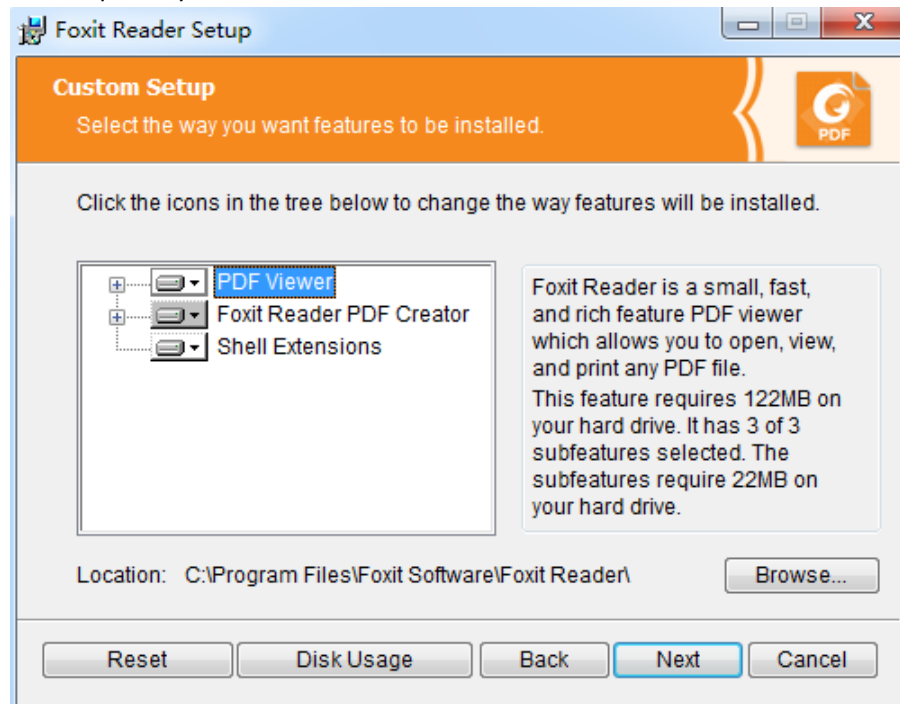 Foxit Reader Setup
Custom Setup
Select the way you want features to be installed.
PDF
Click the icons in the tree below to change the way features will be installed.
PDF Viewer
Foxit Reader PDF Creator
Shell Extensions
Foxit Reader is a small, fast,
and rich feature PDF viewer
which allows you to open, view,
and print any PDF file.
This feature requires 122MB on
your hard drive. It has 3 of 3
subfeatures selected. The
subfeatures require 22MB on
your hard drive.
Location: C:\Program Files\Foxit Software\Foxit Reader\
Browse...
Reset Disk Usage Back Next Cancel